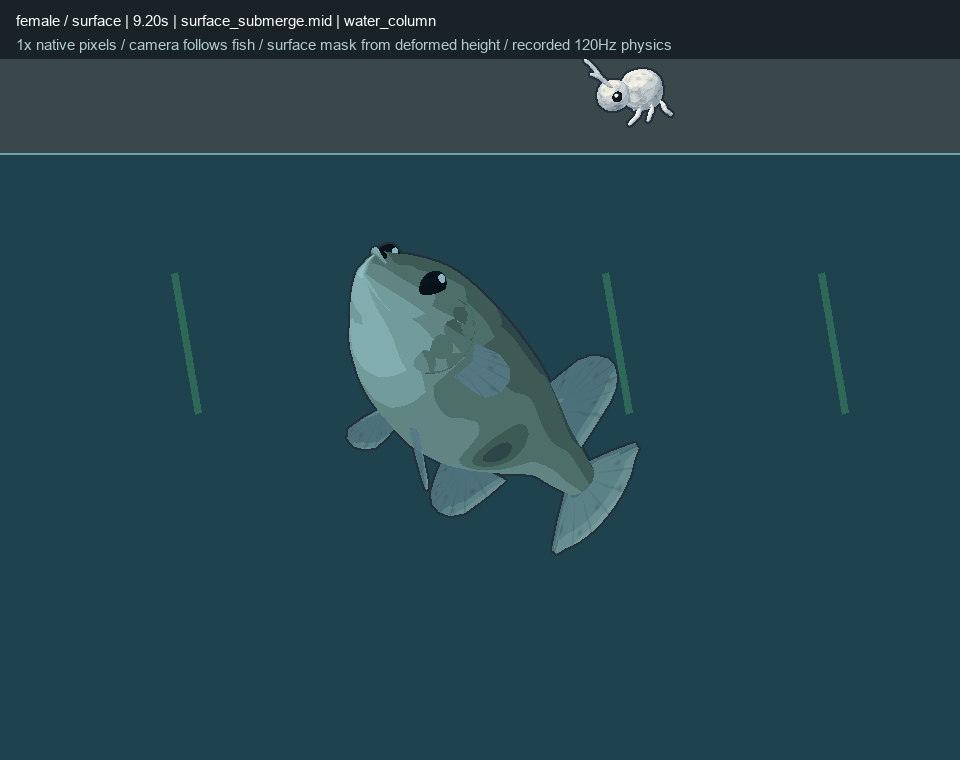 female / surface | 9.20s | surface_submerge.mid | water_column
1x native pixels / camera follows fish / surface mask from deformed height / recorded 120Hz physics